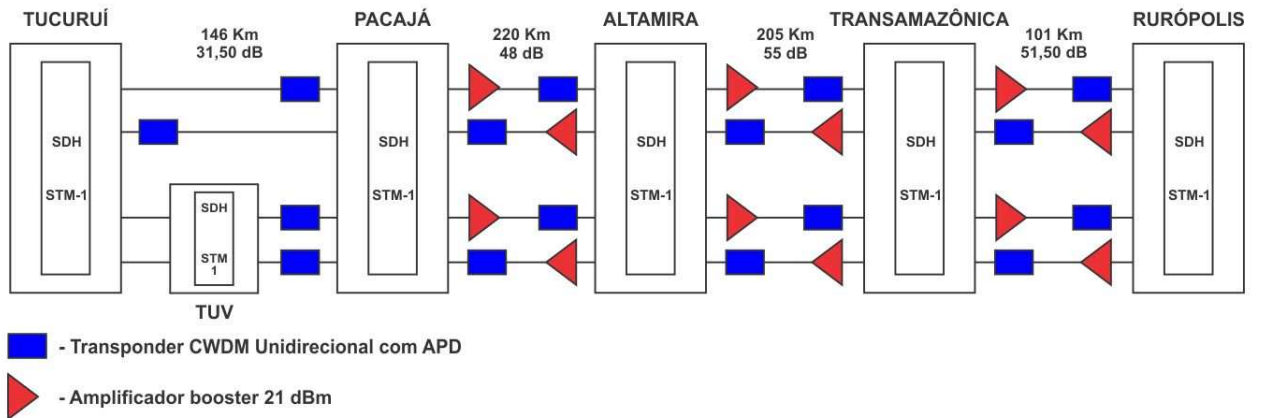 TUCURUÍ
PACAJÁ
ALTAMIRA
TRANSAMAZÔNICA
RURÓPOLIS
146 Km
31,50 dB
220 Km
48 dB
205 Km
55 dB
101 Km
51,50 dB
SDH
STM-1
SDH
STM-1
SDH
STM-1
SDH
STM-1
SDH
STM-1
SDH
STM
1
TUV
- Transponder CWDM Unidirecional com APD
- Amplificador booster 21 dBm